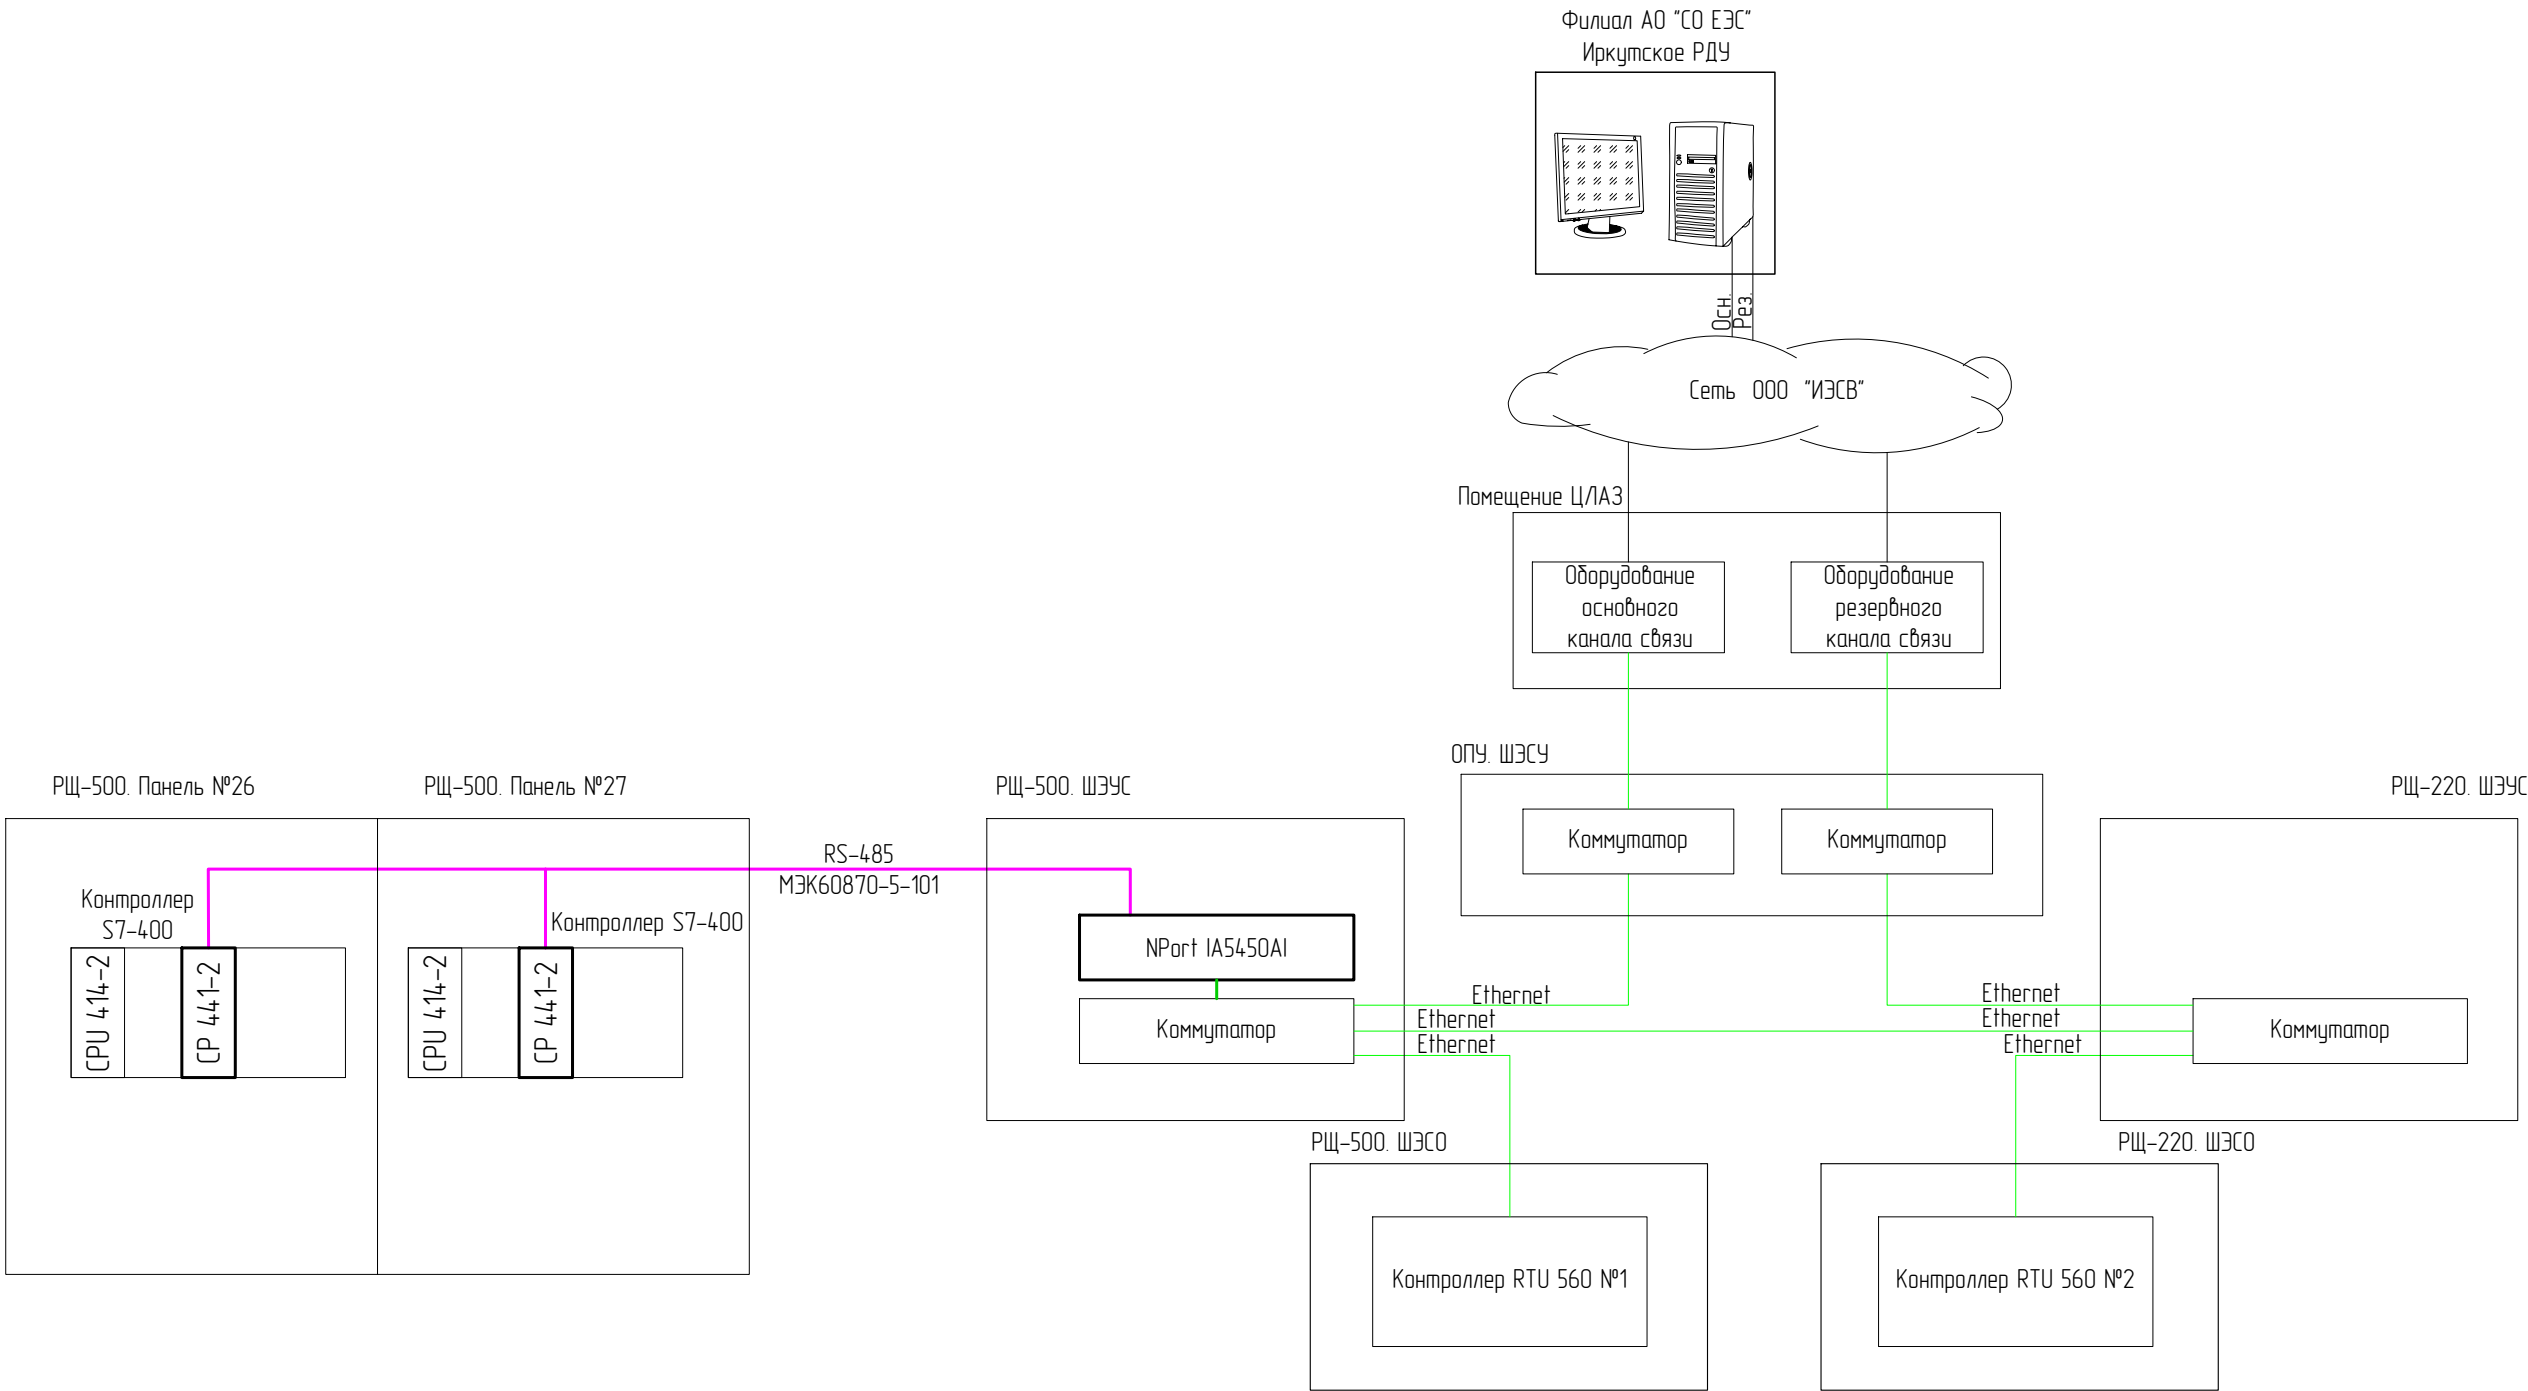 Филиал АО "СО ЕЭС"
Иркутское РДУ
Осн.
Рез.
Сеть ООО "ИЭСВ"
Помещение ЦЛАЗ
Оборудование
основного
канала связи
Оборудование
резервного
канала связи
ОПУ. ШЭСУ
Коммутатор
Коммутатор
РЩ-500. Панель №26
РЩ-500. Панель №27
РЩ-500. ШЭУС
РЩ-220. ШЭУС
RS-485
МЭК60870-5-101
Контроллер
S7-400
Контроллер S7-400
CPU 414-2
CP 441-2
CPU 414-2
CP 441-2
NPort IA5450AI
Коммутатор
Ethernet
Ethernet
Ethernet
Ethernet
Ethernet
Ethernet
Коммутатор
РЩ-500. ШЭСО
РЩ-220. ШЭСО
Контроллер RTU 560 №1
Контроллер RTU 560 №2